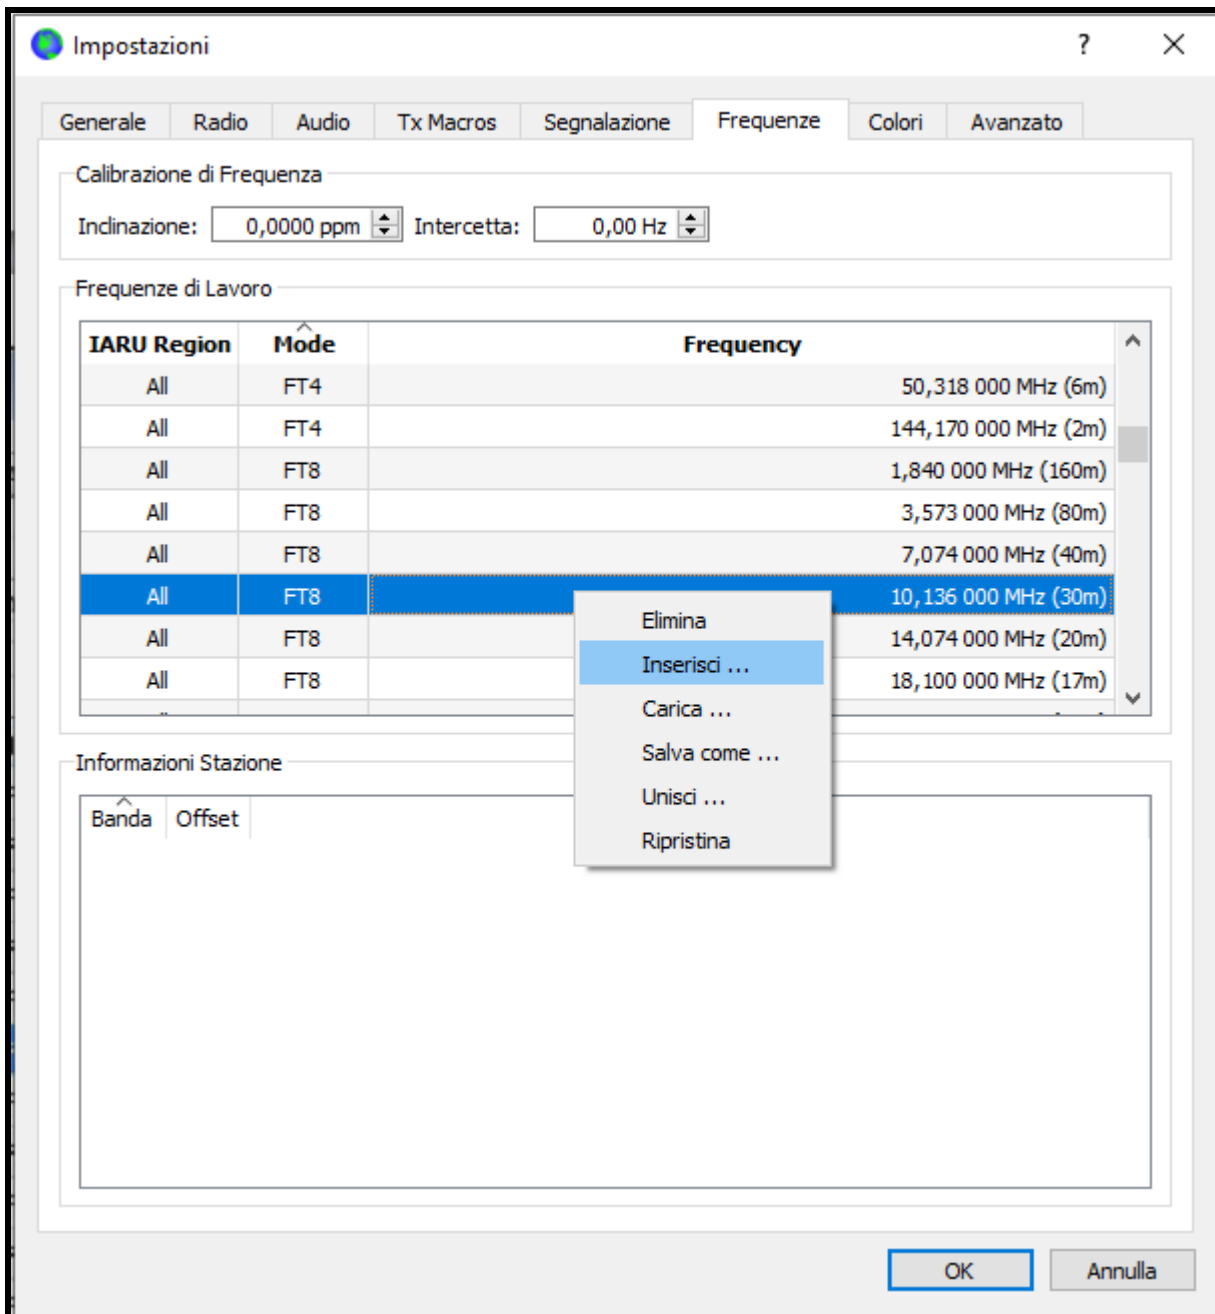 Impostazioni ?
Generale Radio Audio Tx Macros Segnalazione Frequenze Colori Avanzato
Calibrazione di Frequenza
Inclinazione: 0,0000 ppm Intercetta: 0,00 Hz
Frequenze di Lavoro
IARU Region Mode Frequency
All FT4 50,318 000 MHz (6m)
All FT4 144,170 000 MHz (2m)
All FT8 1,840 000 MHz (160m)
All FT8 3,573 000 MHz (80m)
All FT8 7,074 000 MHz (40m)
All FT8 10,136 000 MHz (30m)
All FT8 14,074 000 MHz (20m)
All FT8 18,100 000 MHz (17m)
Elimina
Inserisci ...
Carica ...
Salva come ...
Unisci ...
Ripristina
Informazioni Stazione
Banda Offset
OK Annulla